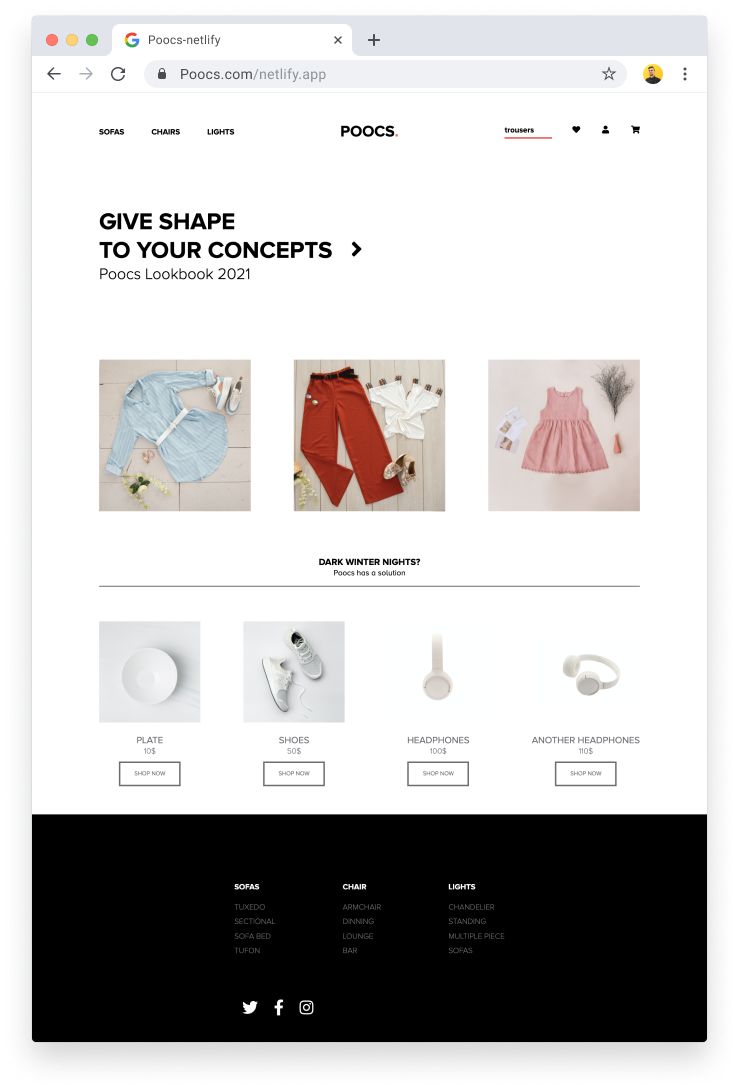 Poocs-netlify
Poocs.com/netlify.app
SOFAS CHAIRS LIGHTS POOCS. trousers
GIVE SHAPE
TO YOUR CONCEPTS
Poocs Lookbook 2021
DARK WINTER NIGHTS?
Poocs has a solution
PLATE SHOES HEADPHONES ANOTHER HEADPHONES
10$ 50$ 100$ 110$
SHOP NOW SHOP NOW SHOP NOW SHOP NOW
SOFAS CHAIR LIGHTS
TUXEDO ARMCHAIR CHANDELIER
SECTIONAL DINNING STANDING
SOFA BED LOUNGE MULTIPLE PIECE
TUFON BAR SOFAS